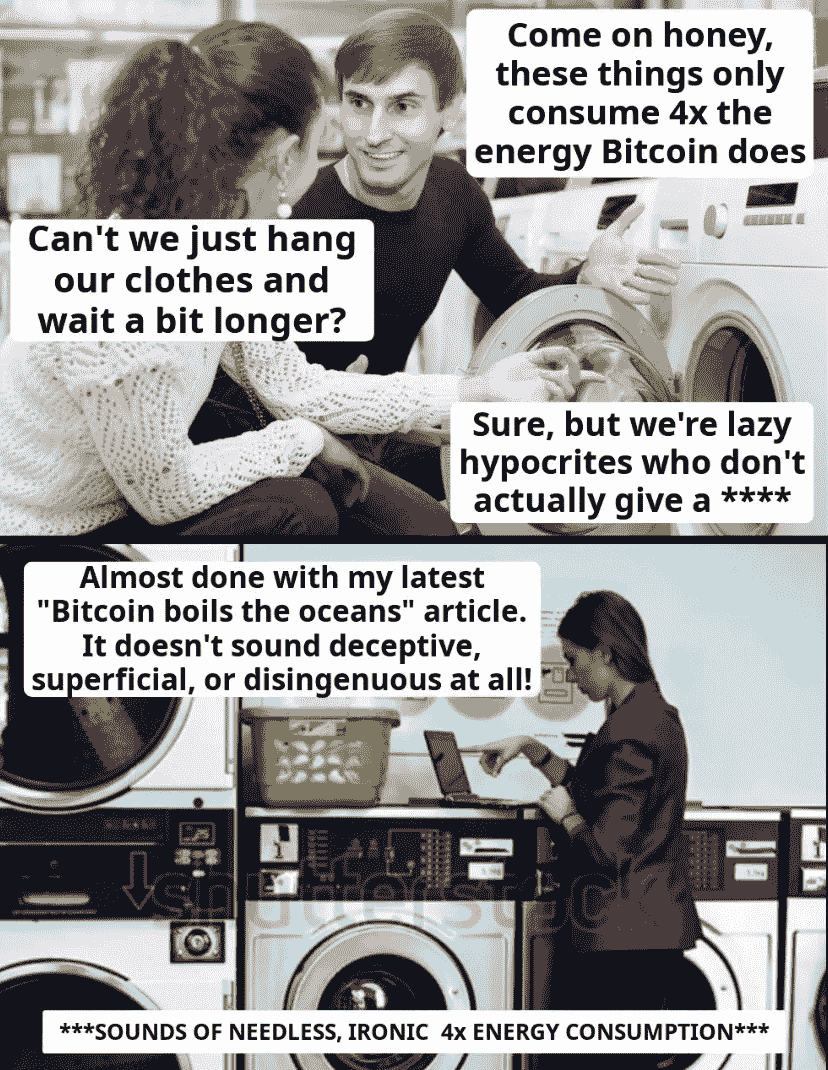 Come on honey,
these things only
consume 4x the
energy Bitcoin does
Can't we just hang
our clothes and
wait a bit longer?
Sure, but we're lazy
hypocrites who don't
actually give a ****
Almost done with my latest
"Bitcoin boils the oceans" article.
It doesn't sound deceptive,
superficial, or disingenuous at all!
shutterstock
***SOUNDS OF NEEDLESS, IRONIC  4x ENERGY CONSUMPTION***